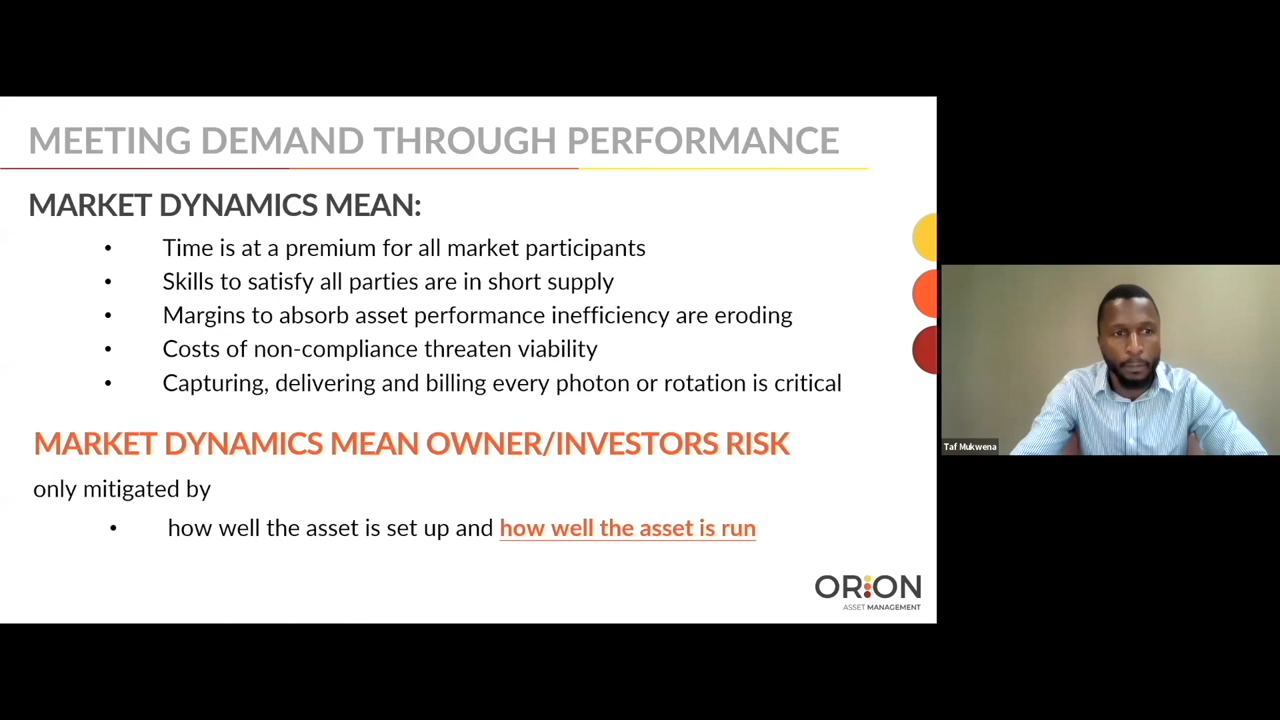 MEETING DEMAND THROUGH PERFORMANCE
MARKET DYNAMICS MEAN:
• Time is at a premium for all market participants
• Skills to satisfy all parties are in short supply
• Margins to absorb asset performance inefficiency are eroding
• Costs of non-compliance threaten viability
• Capturing, delivering and billing every photon or rotation is critical
MARKET DYNAMICS MEAN OWNER/INVESTORS RISK
only mitigated by
• how well the asset is set up and how well the asset is run
ORION
ASSET MANAGEMENT
Taf Mukwena